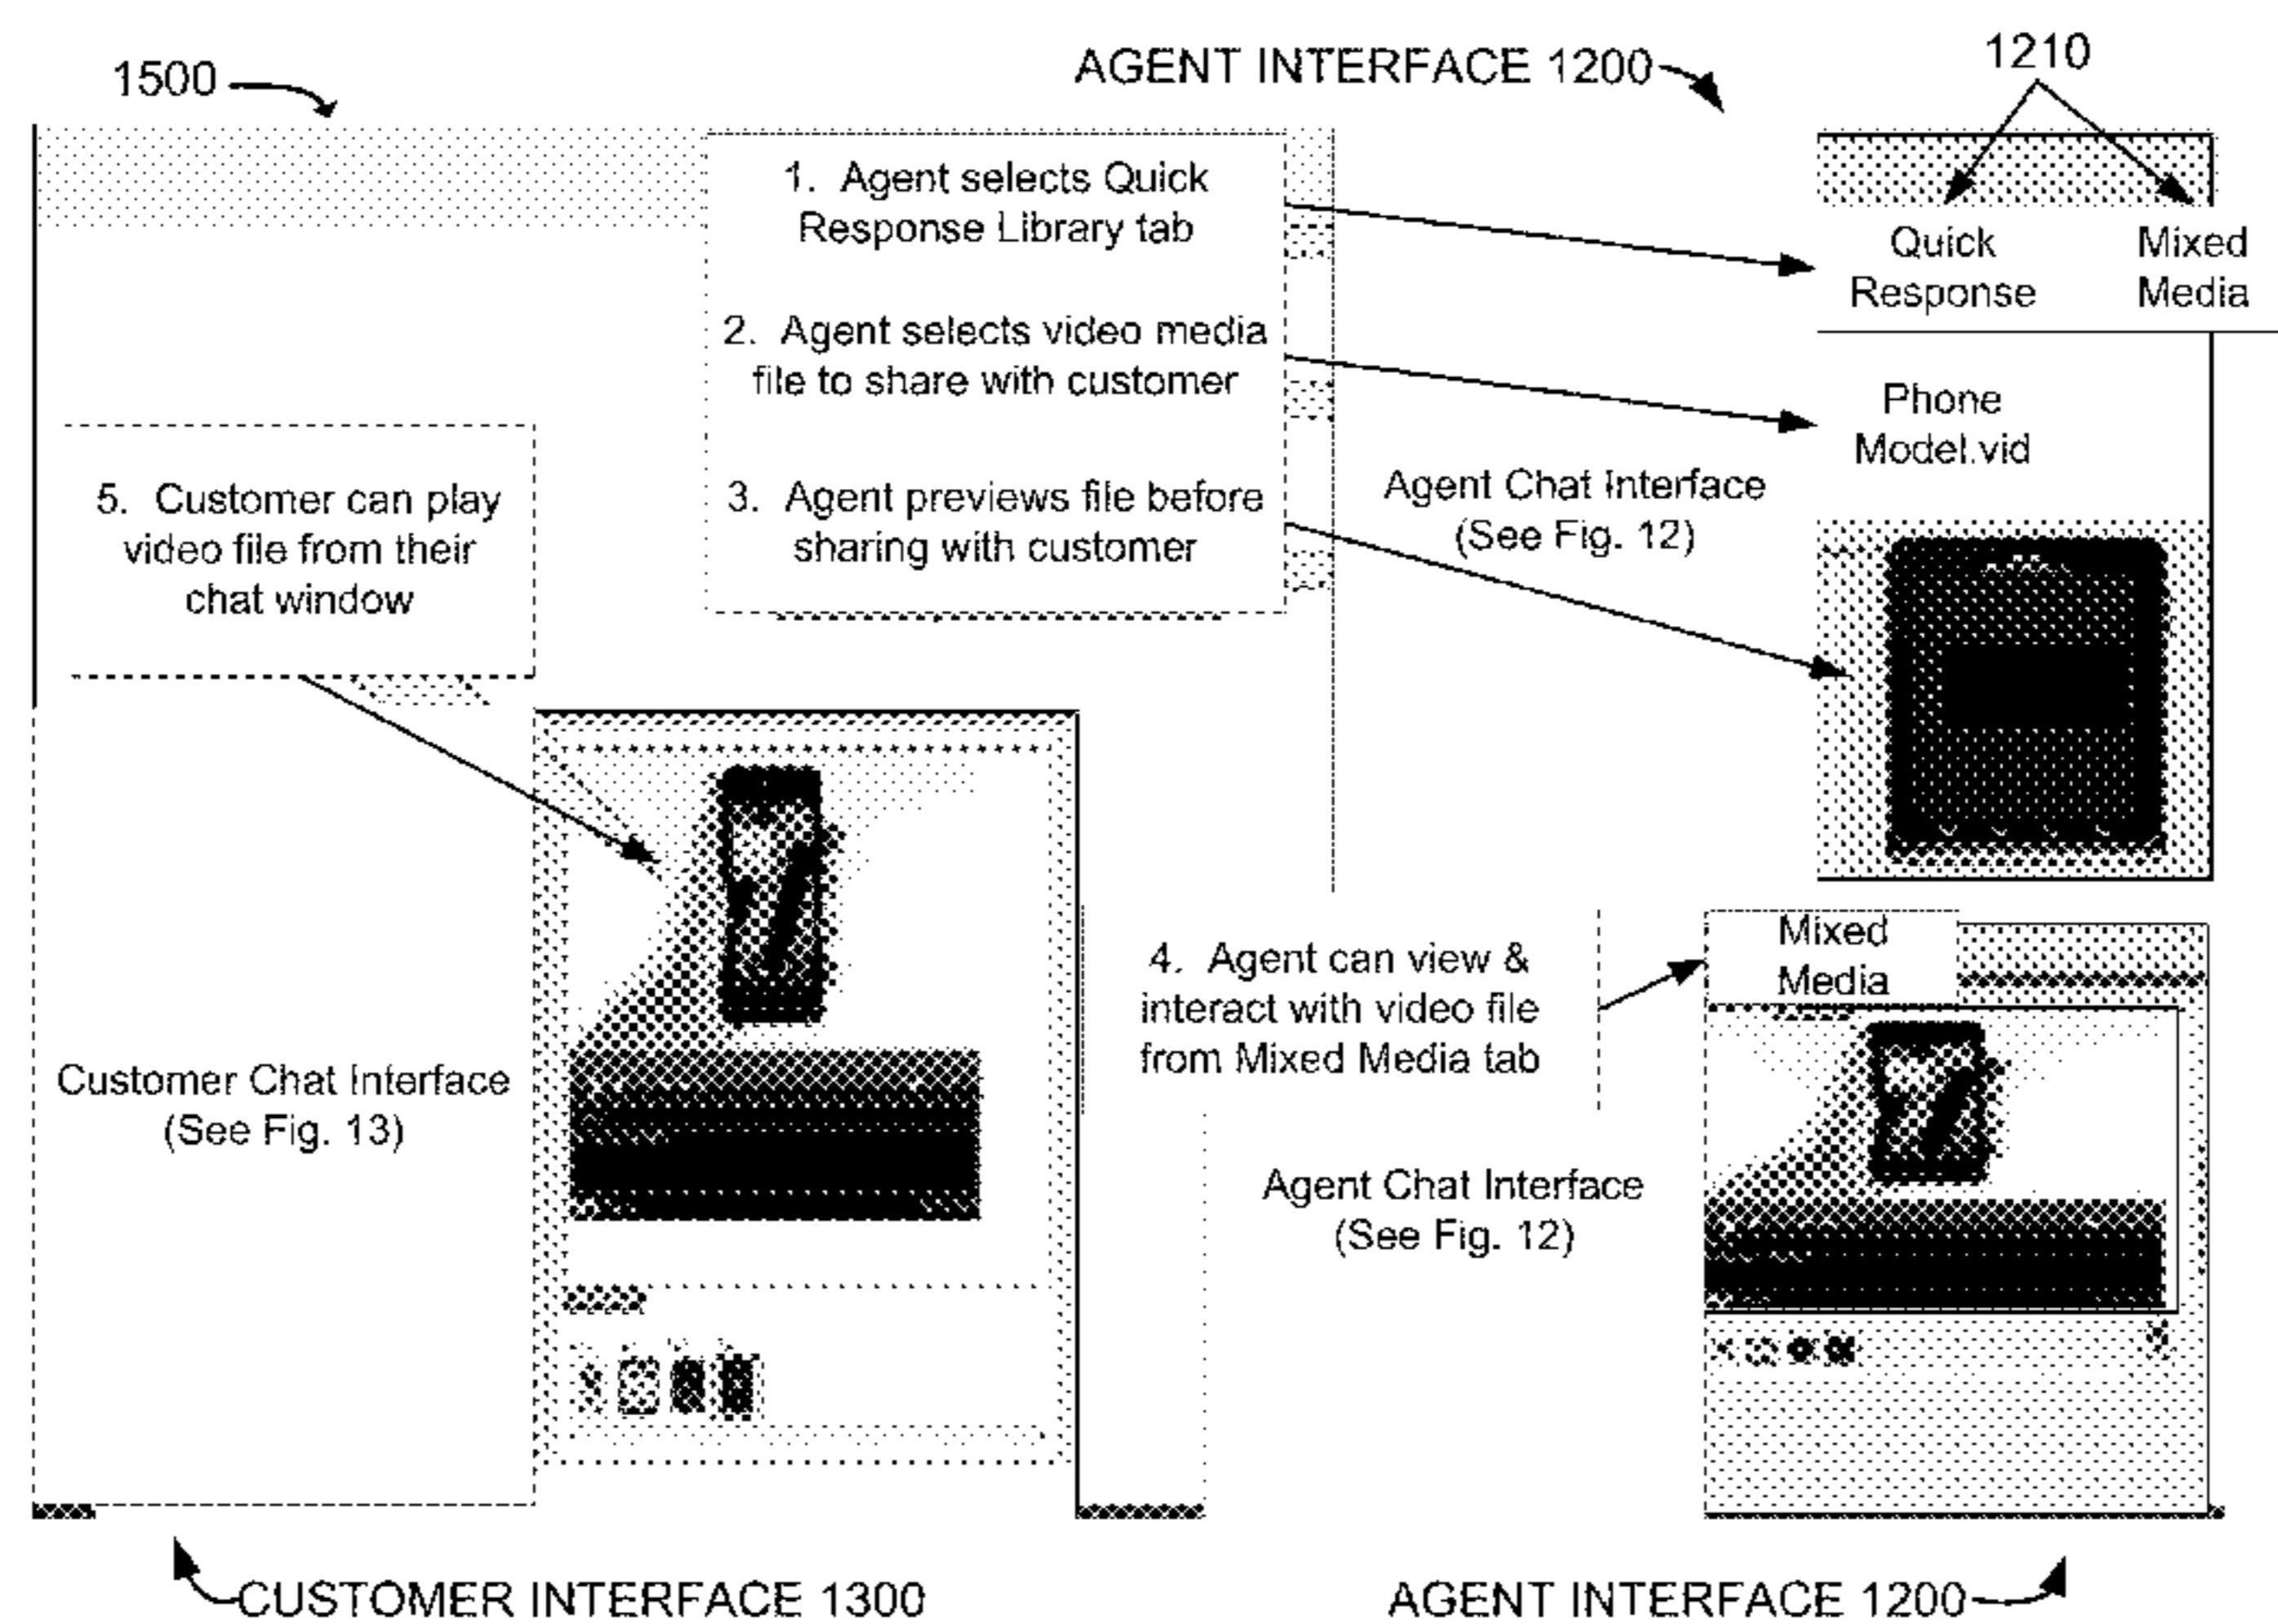 1500
AGENT INTERFACE 1200
1210
1. Agent selects Quick
Response Library tab
Quick
Response
Mixed
Media
2. Agent selects video media
file to share with customer
Phone
Model.vid
3. Agent previews file before
sharing with customer
Agent Chat Interface
(See Fig. 12)
5. Customer can play
video file from their
chat window
4. Agent can view &
interact with video file
from Mixed Media tab
Mixed
Media
Customer Chat Interface
(See Fig. 13)
Agent Chat Interface
(See Fig. 12)
CUSTOMER INTERFACE 1300
AGENT INTERFACE 1200